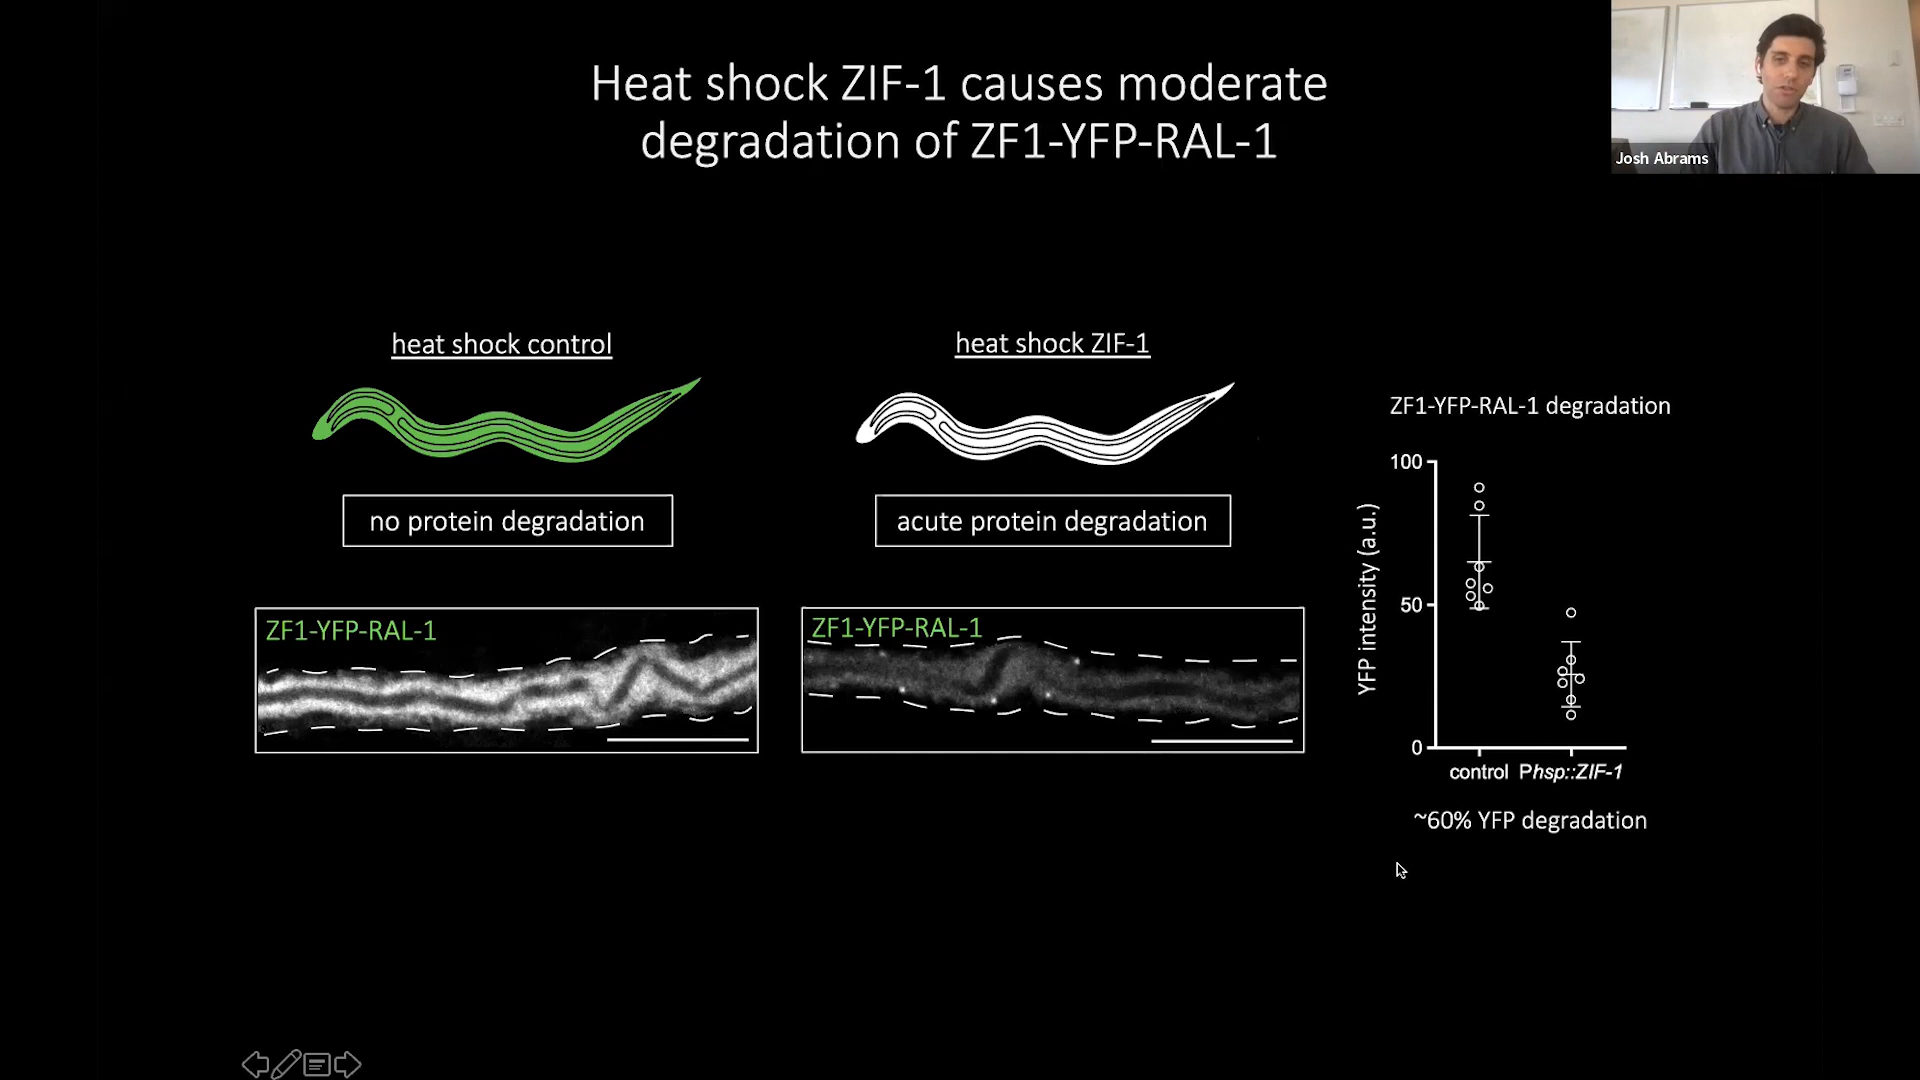 Heat shock ZIF-1 causes moderate
degradation of ZF1-YFP-RAL-1
Josh Abrams
heat shock control
heat shock ZIF-1
no protein degradation
acute protein degradation
ZF1-YFP-RAL-1
ZF1-YFP-RAL-1
ZF1-YFP-RAL-1 degradation
YFP intensity (a.u.)
100
50
0
control Phsp::ZIF-1
~60% YFP degradation